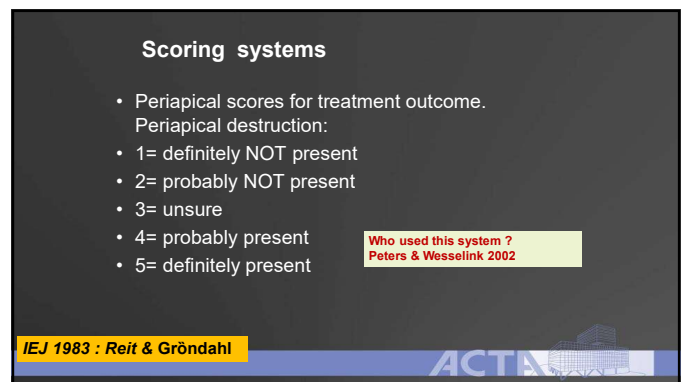 Scoring systems
• Periapical scores for treatment outcome.
Periapical destruction:
• 1= definitely NOT present
• 2= probably NOT present
• 3= unsure
• 4= probably present
• 5= definitely present
Who used this system ?
Peters & Wesselink 2002
IEJ 1983 : Reit & Gröndahl
ACTA